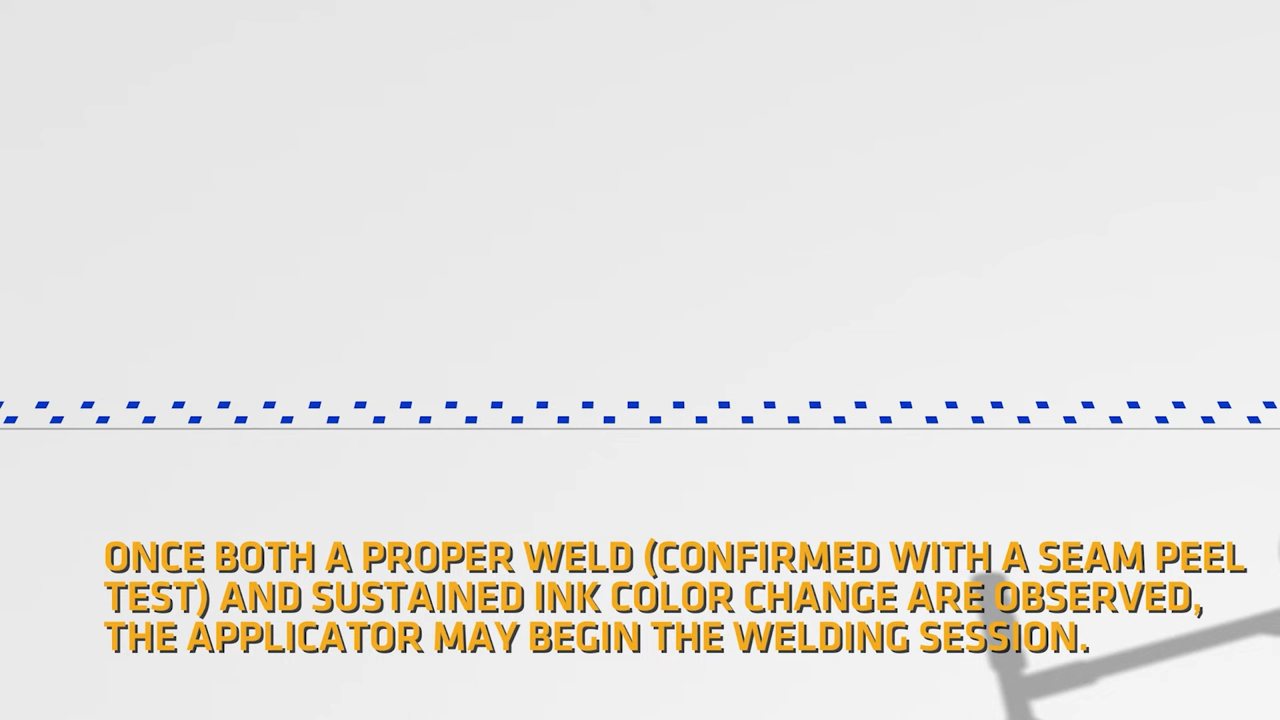 ONCE BOTH A PROPER WELD (CONFIRMED WITH A SEAM PEEL
TEST) AND SUSTAINED INK COLOR CHANGE ARE OBSERVED,
THE APPLICATOR MAY BEGIN THE WELDING SESSION.